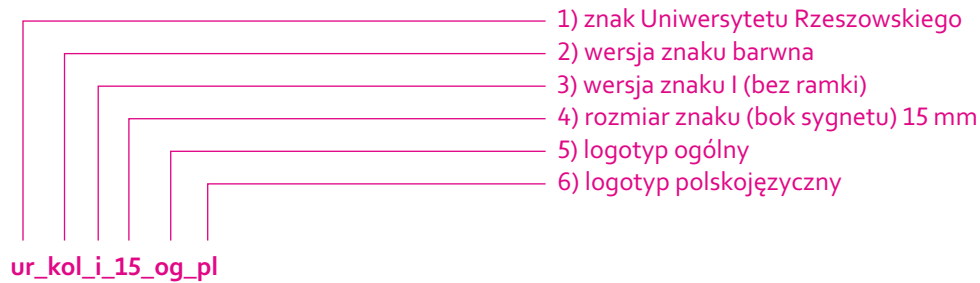 1) znak Uniwersytetu Rzeszowskiego
2) wersja znaku barwna
3) wersja znaku I (bez ramki)
4) rozmiar znaku (bok sygnetu) 15 mm
5) logotyp ogólny
6) logotyp polskojęzyczny
ur_kol_i_15_og_pl